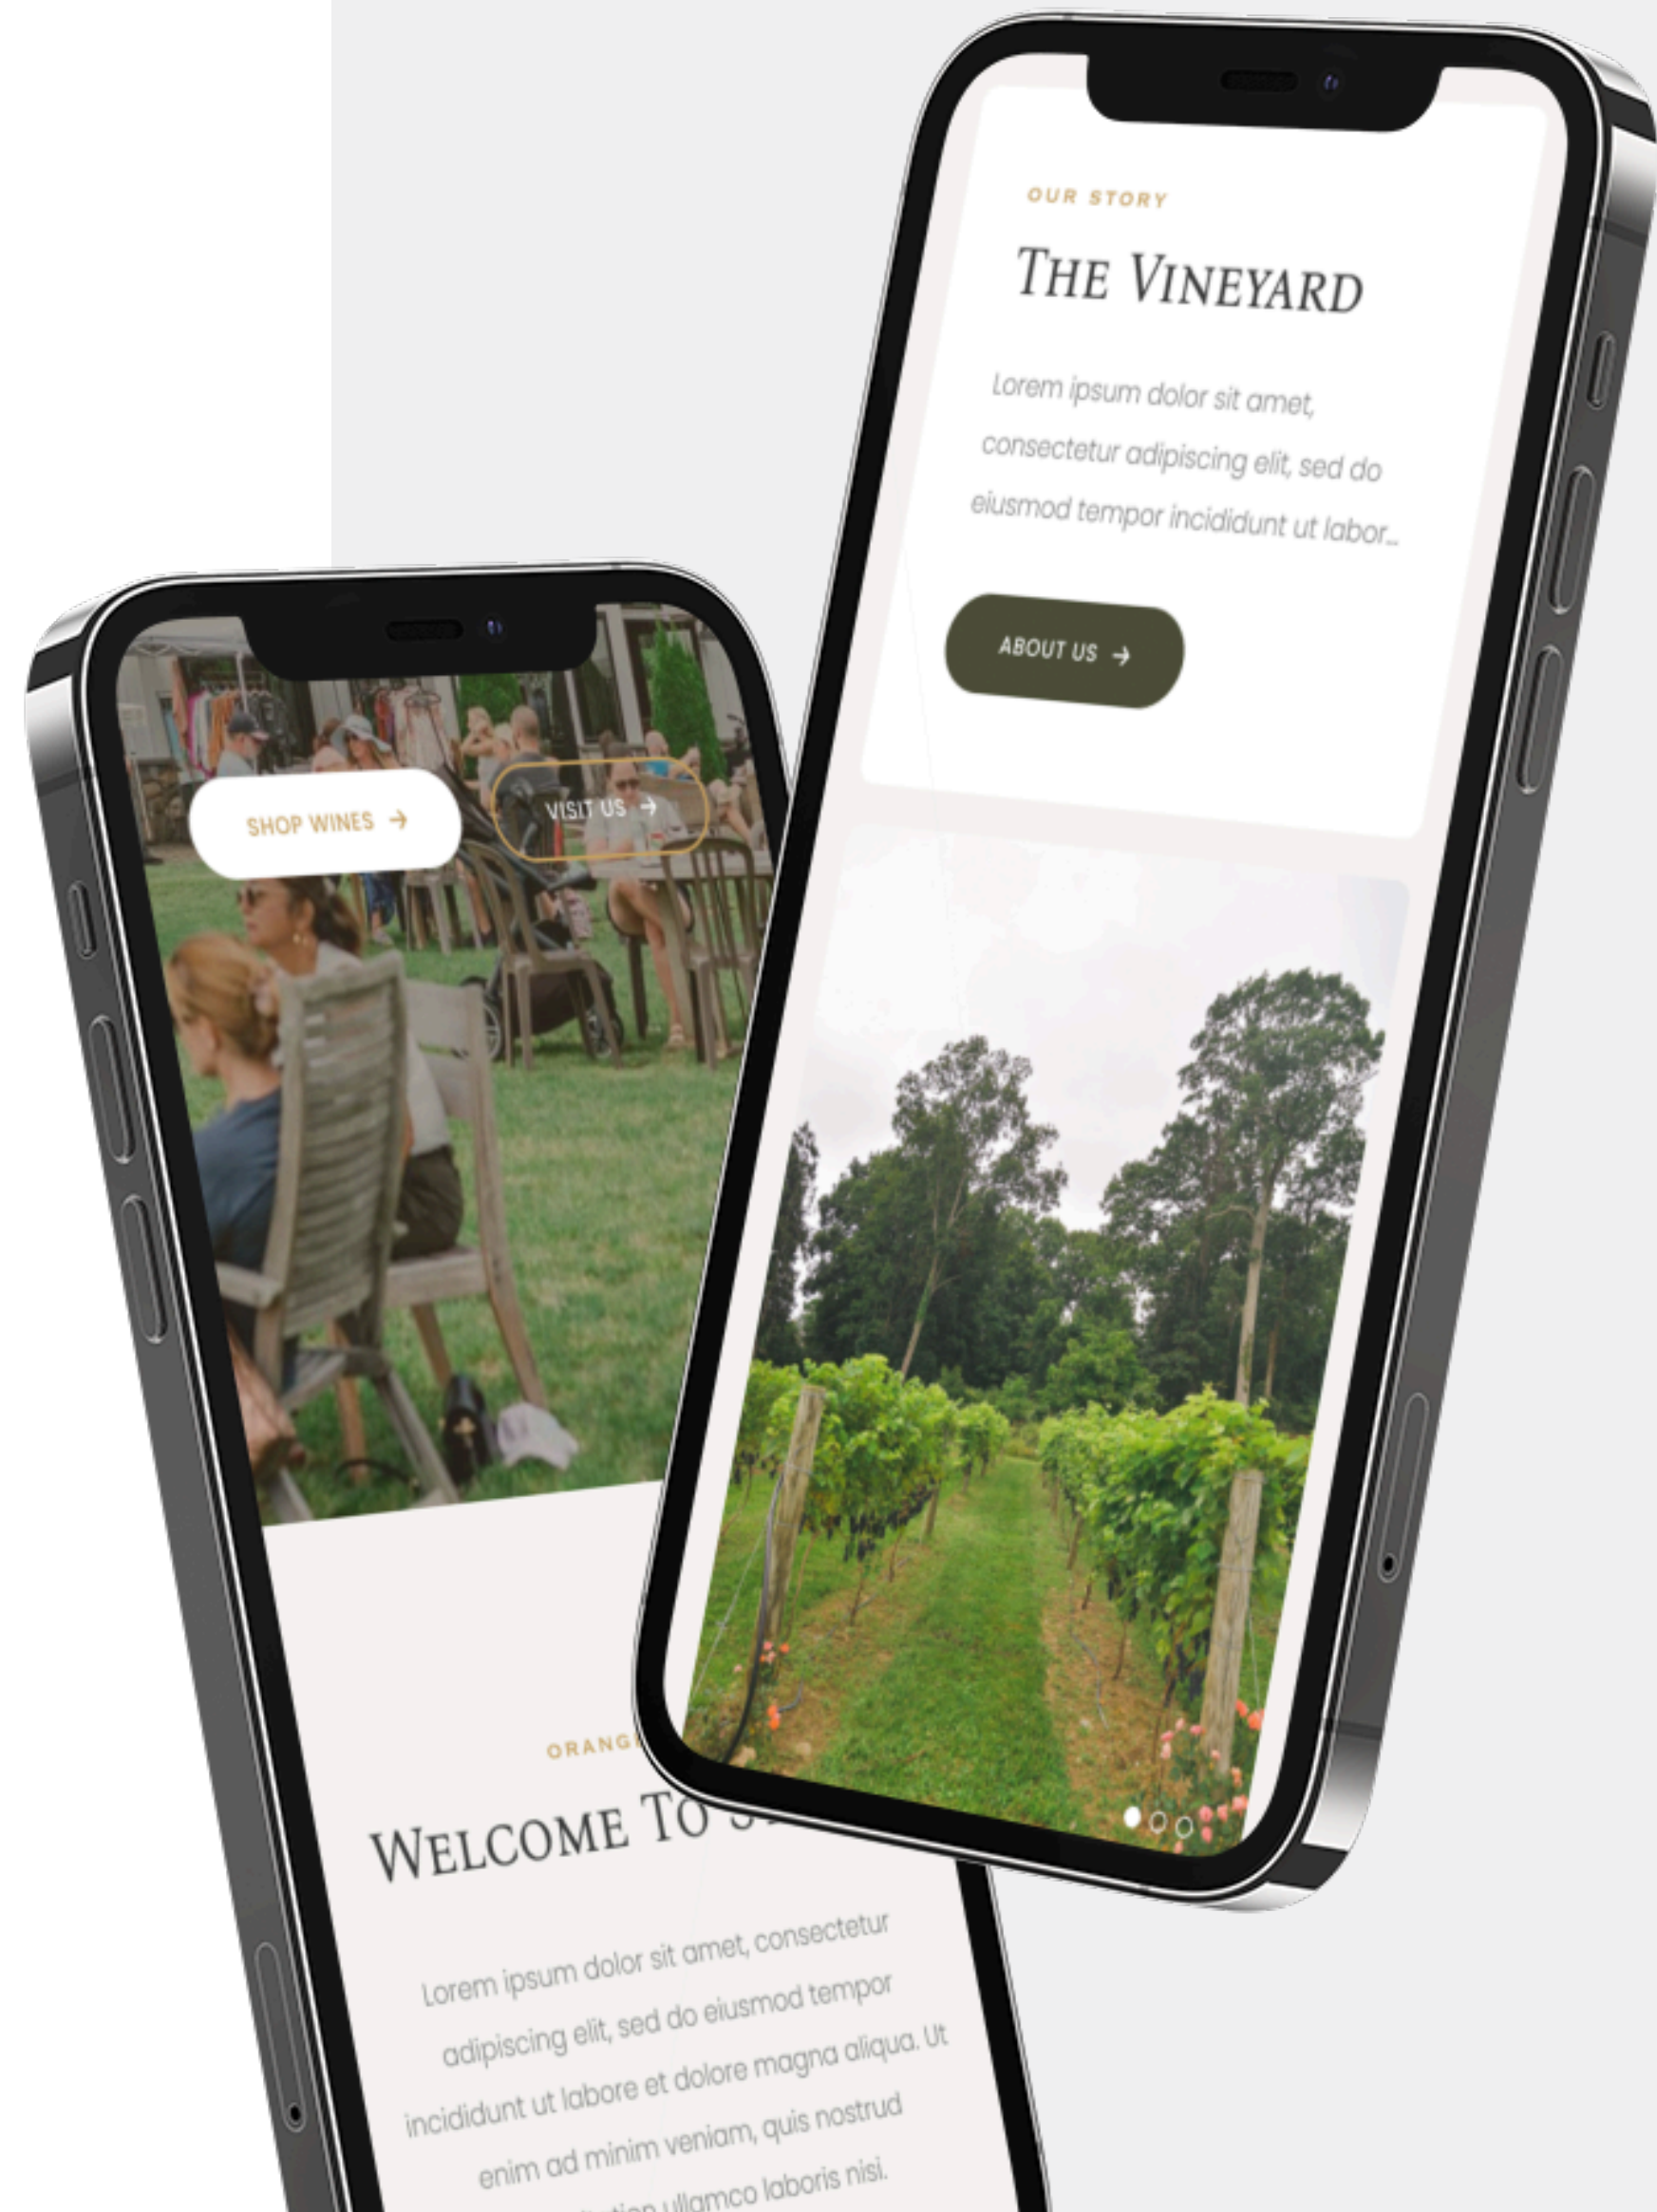 OUR STORY
THE VINEYARD
Lorem ipsum dolor sit amet,
consectetur adipiscing elit, sed do
eiusmod tempor incididunt ut labor...
ABOUT US →
SHOP WINES →
VISIT US →
WELCOME TO
Lorem ipsum dolor sit amet, consectetur
adipiscing elit, sed do eiusmod tempor
incididunt ut labore et dolore magna aliqua. Ut
enim ad minim veniam, quis nostrud
ullamco laboris nisi.